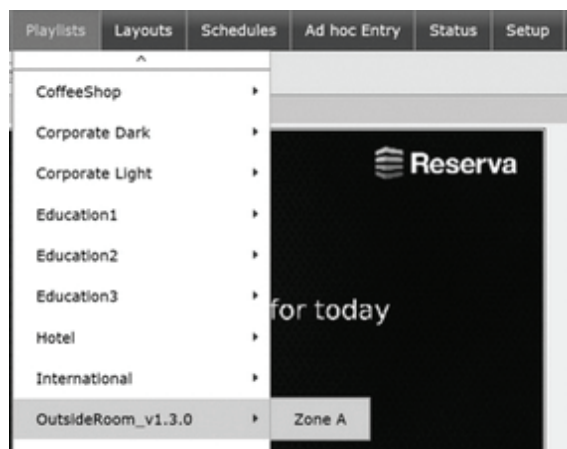 Playlists Layouts Schedules Ad hoc Entry Status Setup
CoffeeShop
Corporate Dark
Corporate Light
Education1
Education2
Education3
Hotel
International
OutsideRoom_v1.3.0
Zone A
Reserva
for today